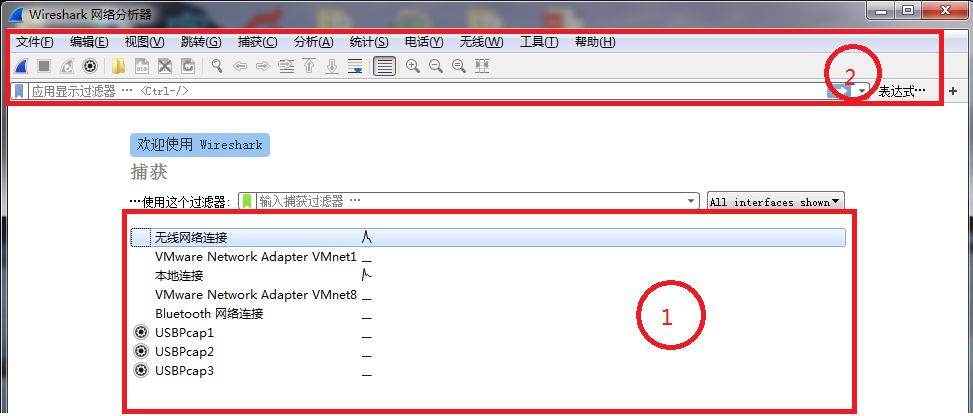 Wireshark 网络分析器
文件(F) 编辑(E) 视图(V) 跳转(G) 捕获(C) 分析(A) 统计(S) 电话(Y) 无线(W) 工具(T) 帮助(H)
应用显示过滤器 … <Ctrl-/> 表达式… +
2
欢迎使用 Wireshark
捕获
…使用这个过滤器: 输入捕获过滤器 … All interfaces shown
无线网络连接
VMware Network Adapter VMnet1
本地连接
VMware Network Adapter VMnet8
Bluetooth 网络连接
1
USBPcap1
USBPcap2
USBPcap3